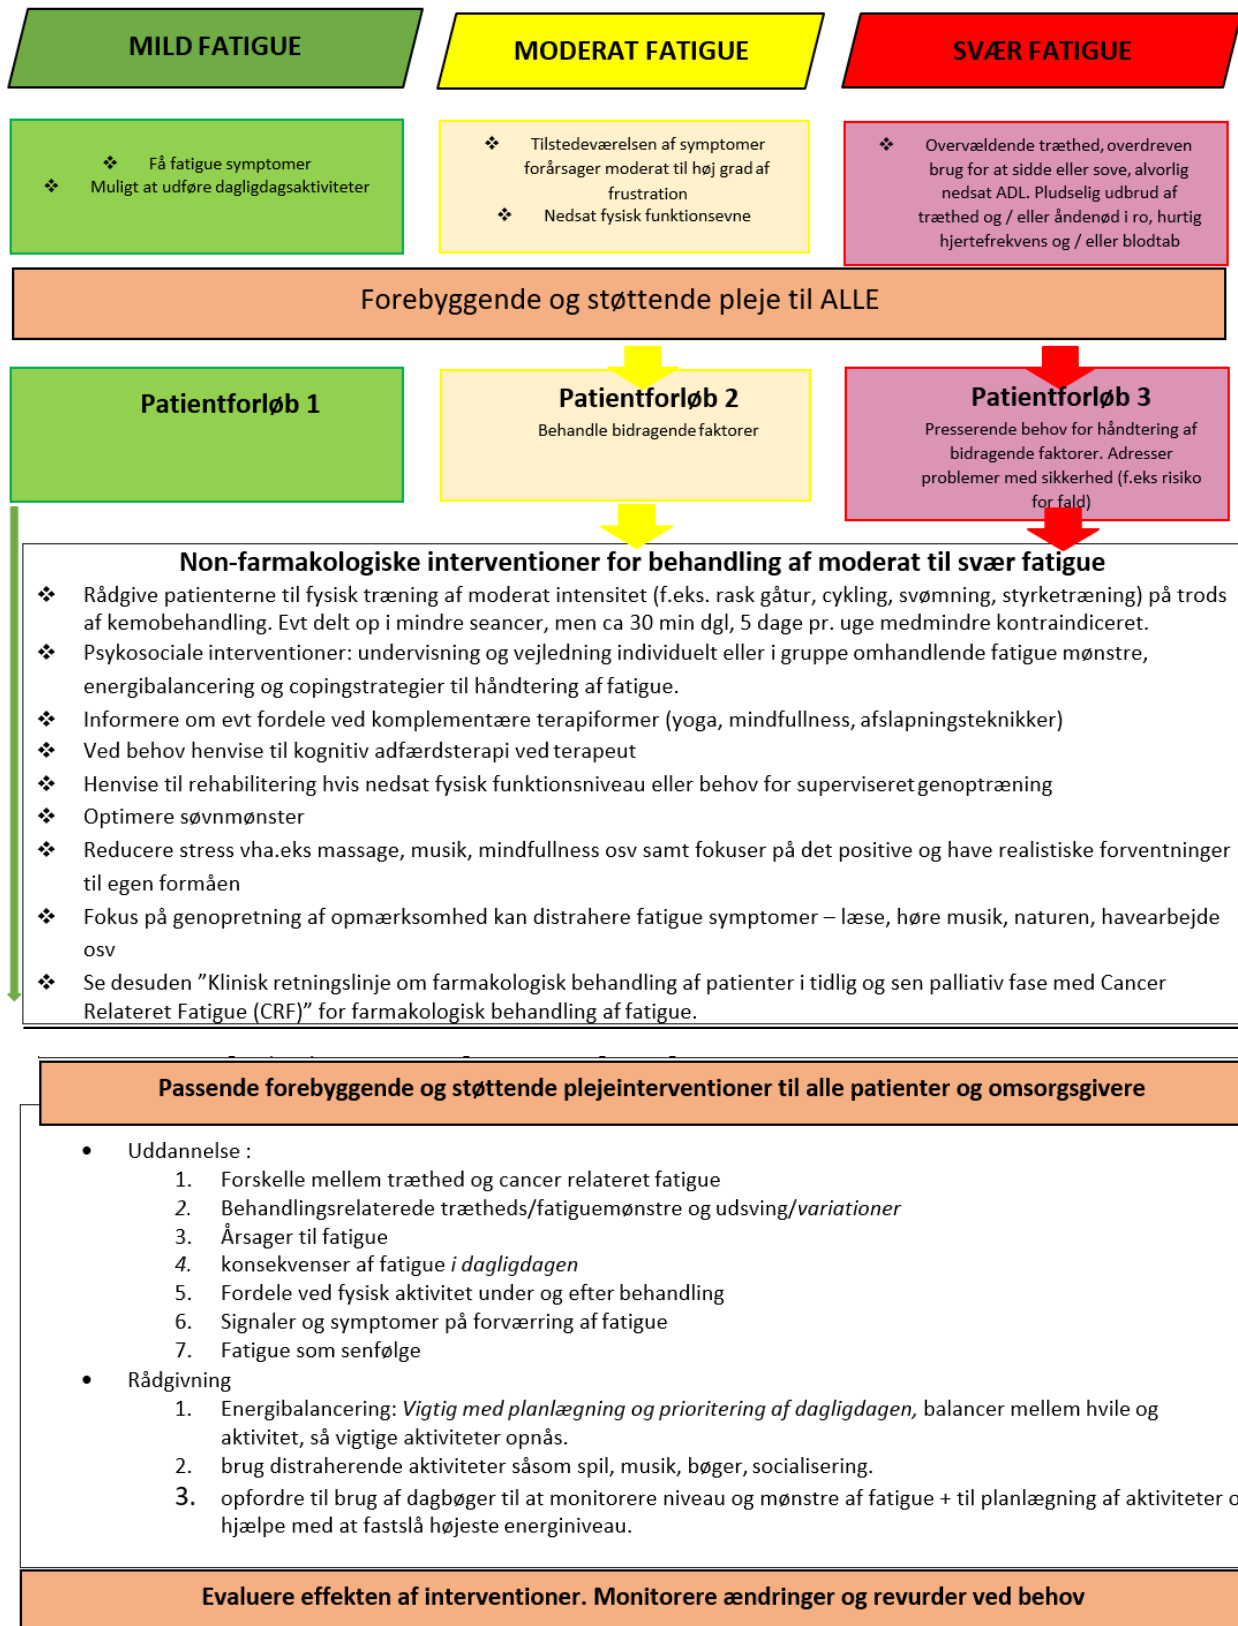 MILD FATIGUE
MODERAT FATIGUE
SVÆR FATIGUE
❖ Få fatigue symptomer
❖ Muligt at udføre dagligdagsaktiviteter
❖ Tilstedeværelsen af symptomer
forårsager moderat til høj grad af
frustration
❖ Nedsat fysisk funktionsevne
❖ Overvældende træthed, overdreven
brug for at sidde eller sove, alvorlig
nedsat ADL. Pludselig udbrud af
træthed og / eller åndenød i ro, hurtig
hjertefrekvens og / eller blodtab
Forebyggende og støttende pleje til ALLE
Patientforløb 1
Patientforløb 2
Behandle bidragende faktorer
Patientforløb 3
Presserende behov for håndtering af
bidragende faktorer. Adresser
problemer med sikkerhed (f.eks risiko
for fald)
Non-farmakologiske interventioner for behandling af moderat til svær fatigue
❖ Rådgive patienterne til fysisk træning af moderat intensitet (f.eks. rask gåtur, cykling, svømning, styrketræning) på trods
af kemobehandling. Evt delt op i mindre seancer, men ca 30 min dgl, 5 dage pr. uge medmindre kontraindiceret.
❖ Psykosociale interventioner: undervisning og vejledning individuelt eller i gruppe omhandlende fatigue mønstre,
energibalancering og copingstrategier til håndtering af fatigue.
❖ Informere om evt fordele ved komplementære terapiformer (yoga, mindfullness, afslapningsteknikker)
❖ Ved behov henvise til kognitiv adfærdsterapi ved terapeut
❖ Henvise til rehabilitering hvis nedsat fysisk funktionsniveau eller behov for superviseret genoptræning
❖ Optimere søvnmønster
❖ Reducere stress vha.eks massage, musik, mindfullness osv samt fokuser på det positive og have realistiske forventninger
til egen formåen
❖ Fokus på genopretning af opmærksomhed kan distrahere fatigue symptomer – læse, høre musik, naturen, havearbejde
osv
❖ Se desuden ”Klinisk retningslinje om farmakologisk behandling af patienter i tidlig og sen palliativ fase med Cancer
Relateret Fatigue (CRF)” for farmakologisk behandling af fatigue.
Passende forebyggende og støttende plejeinterventioner til alle patienter og omsorgsgivere
• Uddannelse :
1. Forskelle mellem træthed og cancer relateret fatigue
2. Behandlingsrelaterede trætheds/fatiguemønstre og udsving/variationer
3. Årsager til fatigue
4. konsekvenser af fatigue i dagligdagen
5. Fordele ved fysisk aktivitet under og efter behandling
6. Signaler og symptomer på forværring af fatigue
7. Fatigue som senfølge
• Rådgivning
1. Energibalancering: Vigtig med planlægning og prioritering af dagligdagen, balancer mellem hvile og
aktivitet, så vigtige aktiviteter opnås.
2. brug distraherende aktiviteter såsom spil, musik, bøger, socialisering.
3. opfordre til brug af dagbøger til at monitorere niveau og mønstre af fatigue + til planlægning af aktiviteter o
hjælpe med at fastslå højeste energiniveau.
Evaluere effekten af interventioner. Monitorere ændringer og revurder ved behov